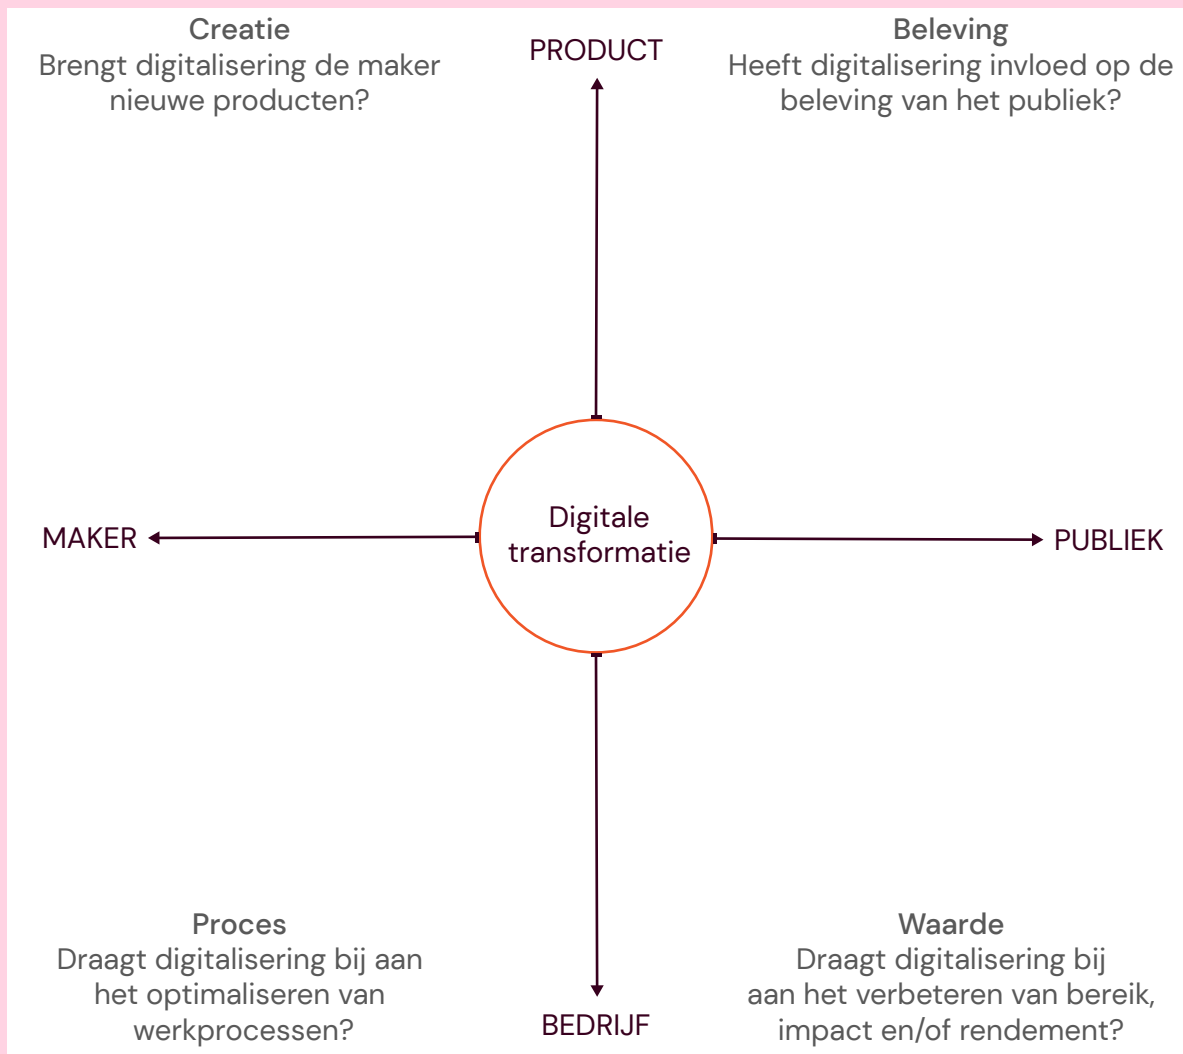 Creatie
Brengt digitalisering de maker
nieuwe producten?
PRODUCT
Beleving
Heeft digitalisering invloed op de
beleving van het publiek?
MAKER
Digitale
transformatie
PUBLIEK
Proces
Draagt digitalisering bij aan
het optimaliseren van
werkprocessen?
BEDRIJF
Waarde
Draagt digitalisering bij
aan het verbeteren van bereik,
impact en/of rendement?